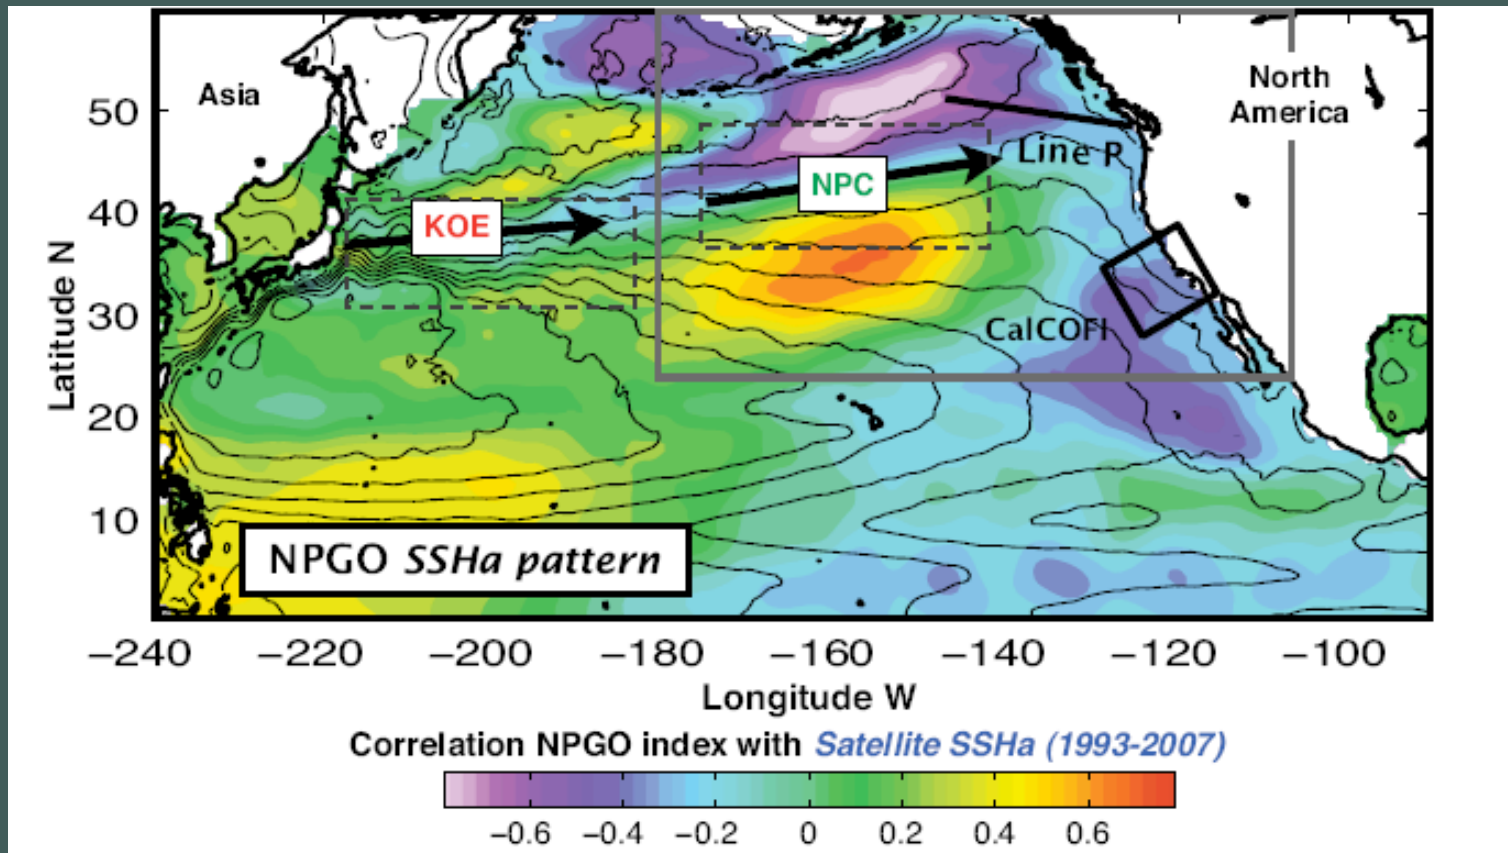 Asia
North
America
50
Line P
NPC
40
KOE
Latitude N
30
CalCOFI
20
10
NPGO SSHa pattern
−240 −220 −200 −180 −160 −140 −120 −100
Longitude W
Correlation NPGO index with Satellite SSHa (1993-2007)
−0.6 −0.4 −0.2 0 0.2 0.4 0.6